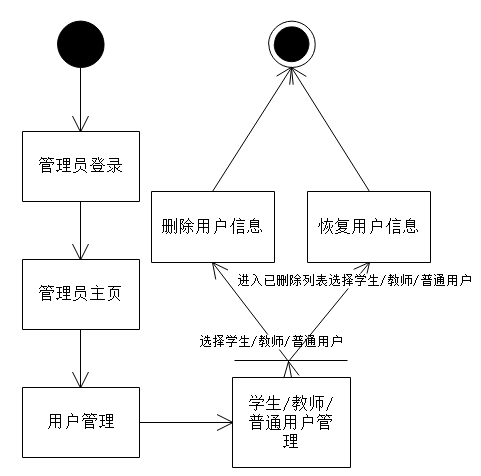 管理员登录
删除用户信息
恢复用户信息
管理员主页
进入已删除列表选择学生/教师/普通用户
选择学生/教师/普通用户
用户管理
学生/教师/
普通用户管
理